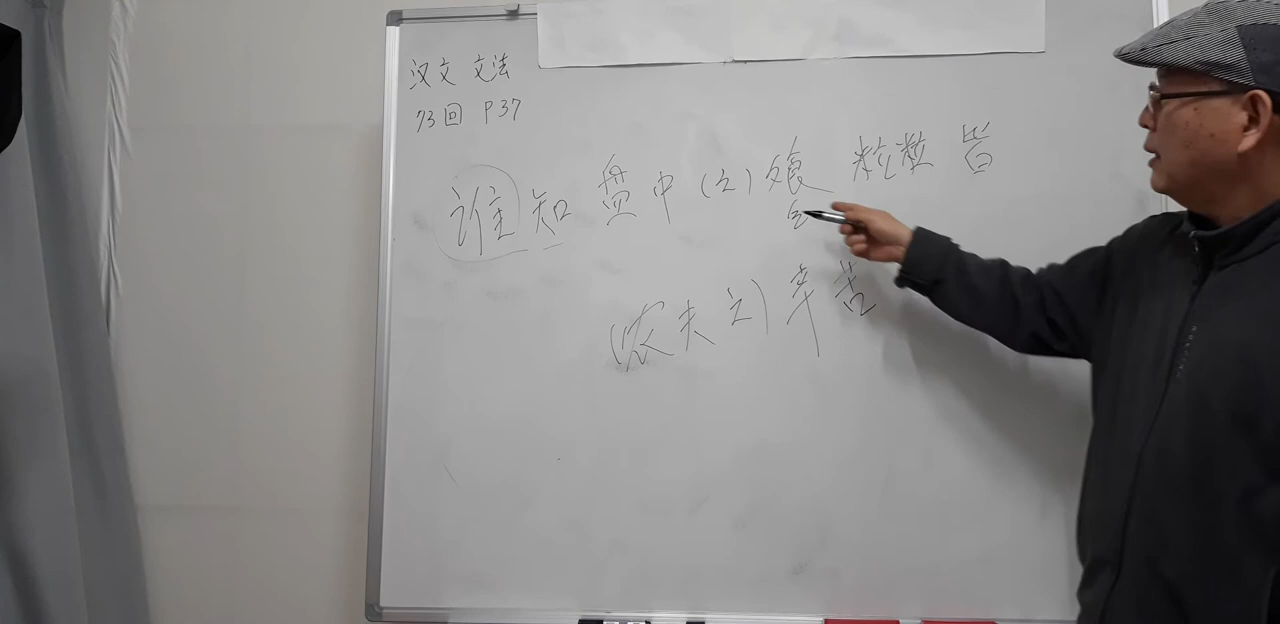 汉文 文法
73回 P37
谁知 盘中 (之) 飧 粒粒 皆
(农夫之) 辛苦